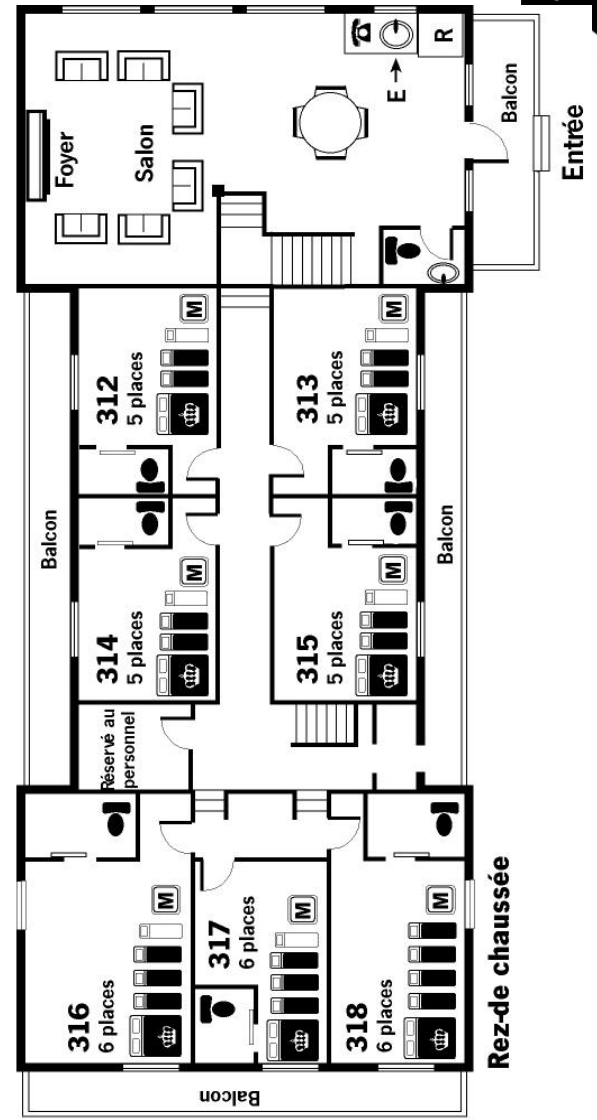 R
E →
Balcon
Entrée
Foyer
Salon
Balcon
312
5 places
M
313
5 places
M
314
5 places
M
315
5 places
M
Balcon
Réservé au
personnel
316
6 places
M
317
6 places
M
318
6 places
M
Balcon
Rez-de chaussée